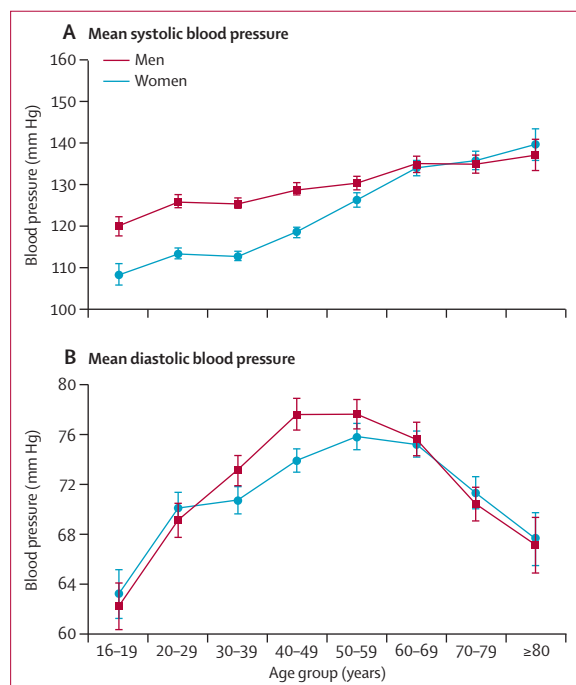 A Mean systolic blood pressure
160
Men
Women
150
140
130
120
110
100
Blood pressure (mm Hg)
B Mean diastolic blood pressure
80
76
72
68
64
60
Blood pressure (mm Hg)
16–19 20–29 30–39 40–49 50–59 60–69 70–79 ≥80
Age group (years)